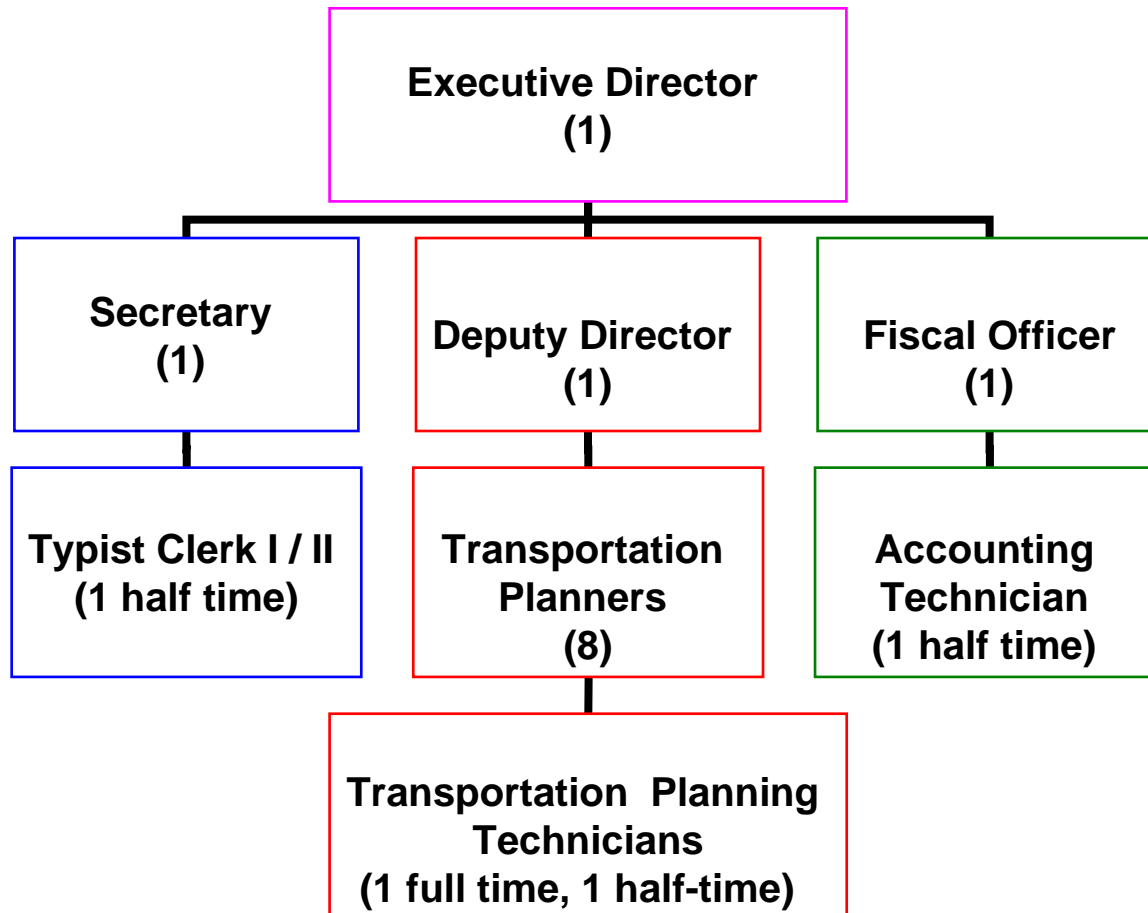 Executive Director
(1)
Secretary
(1)
Deputy Director
(1)
Fiscal Officer
(1)
Typist Clerk I / II
(1 half time)
Transportation
Planners
(8)
Accounting
Technician
(1 half time)
Transportation Planning
Technicians
(1 full time, 1 half-time)